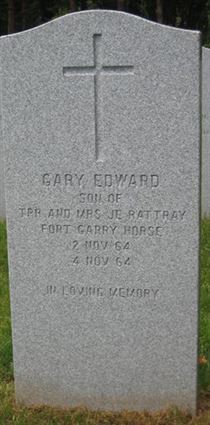 GARY EDWARD
SON OF
TPR AND MRS JE RATTRAY
FORT GARRY HORSE
2 NOV 64
4 NOV 64
IN LOVING MEMORY